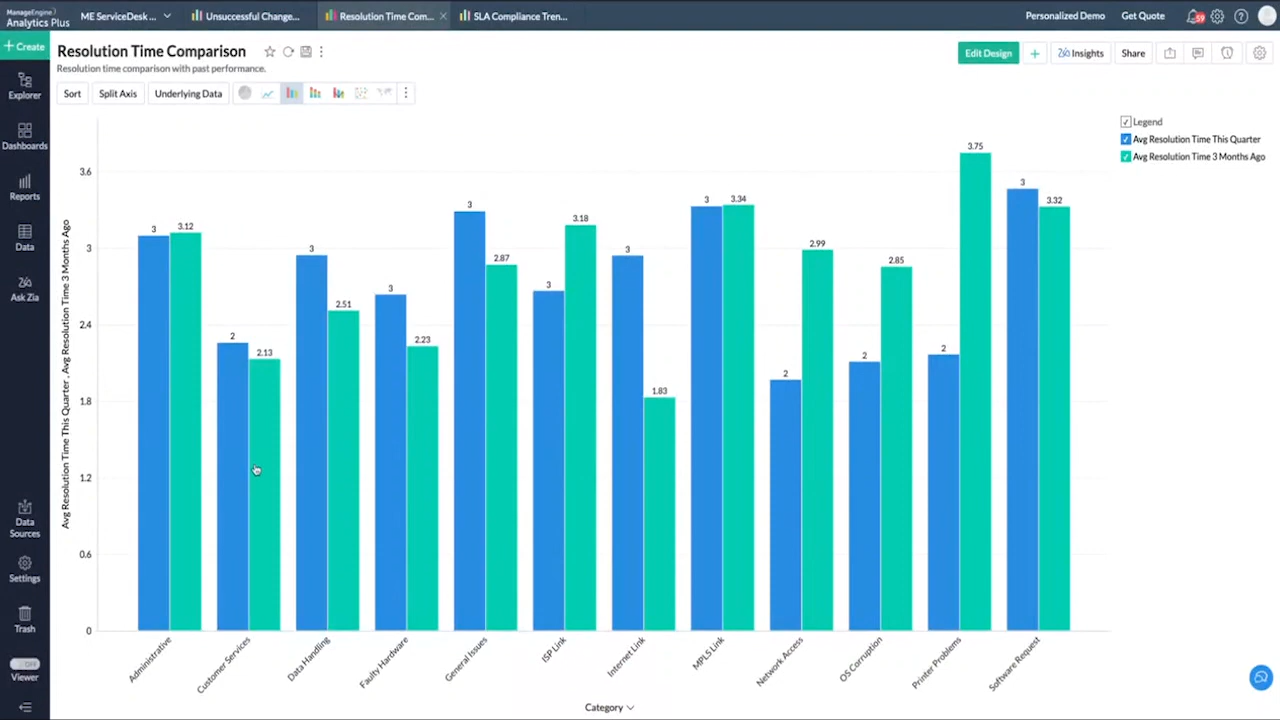 ManageEngine
Analytics Plus
ME ServiceDesk ...
Unsuccessful Change...
Resolution Time Com...
SLA Compliance Tren...
Personalized Demo
Get Quote
59
+ Create
Explorer
Dashboards
Reports
Data
Ask Zia
Data
Sources
Settings
Trash
OFF
Viewer
Resolution Time Comparison
Resolution time comparison with past performance.
Edit Design
+
Insights
Share
Sort
Split Axis
Underlying Data
Legend
Avg Resolution Time This Quarter
Avg Resolution Time 3 Months Ago
Avg Resolution Time This Quarter , Avg Resolution Time 3 Months Ago
3.6
3
2.4
1.8
1.2
0.6
0
3 3.12
2 2.13
3 2.51
3 2.23
3 2.87
3 3.18
3 1.83
3 3.34
2 2.99
2 2.85
2 3.75
3 3.32
Administrative
Customer Services
Data Handling
Faulty Hardware
General Issues
ISP Link
Internet Link
MPLS Link
Network Access
OS Corruption
Printer Problems
Software Request
Category